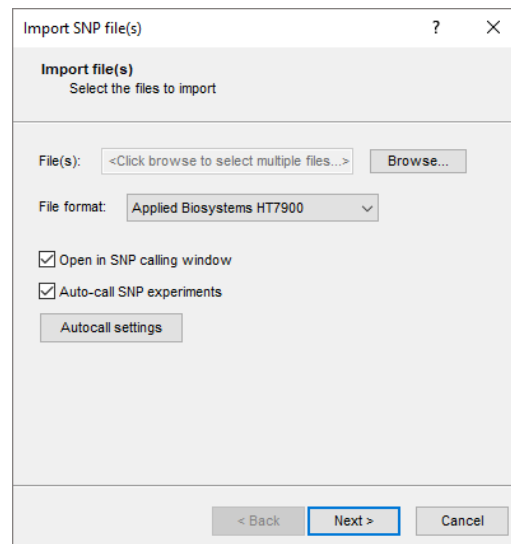 Import SNP file(s) ?
Import file(s)
Select the files to import
File(s): <Click browse to select multiple files...> Browse...
File format: Applied Biosystems HT7900
Open in SNP calling window
Auto-call SNP experiments
Autocall settings
< Back Next > Cancel